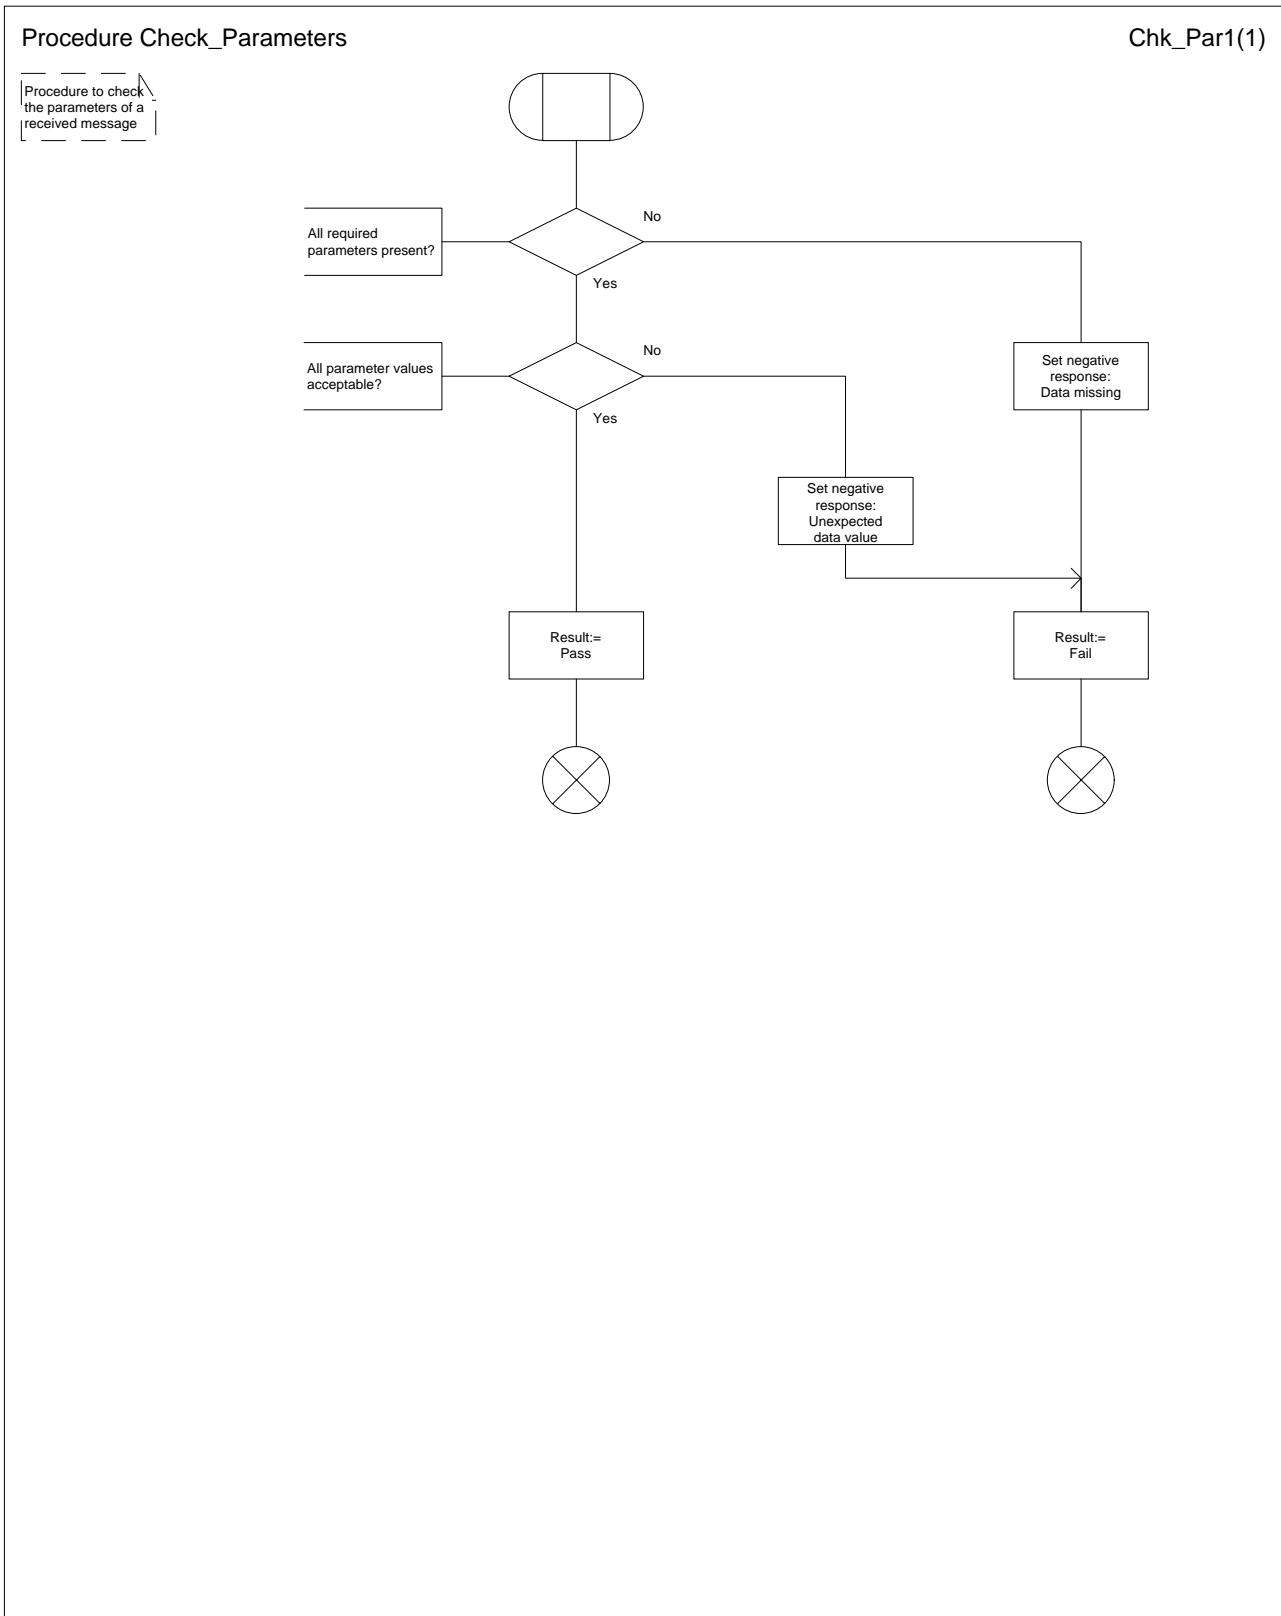 Procedure Check_Parameters
Chk_Par1(1)
Procedure to check
the parameters of a
received message
No
All required
parameters present?
Yes
No
All parameter values
acceptable?
Set negative
response:
Data missing
Yes
Set negative
response:
Unexpected
data value
Result:=
Pass
Result:=
Fail